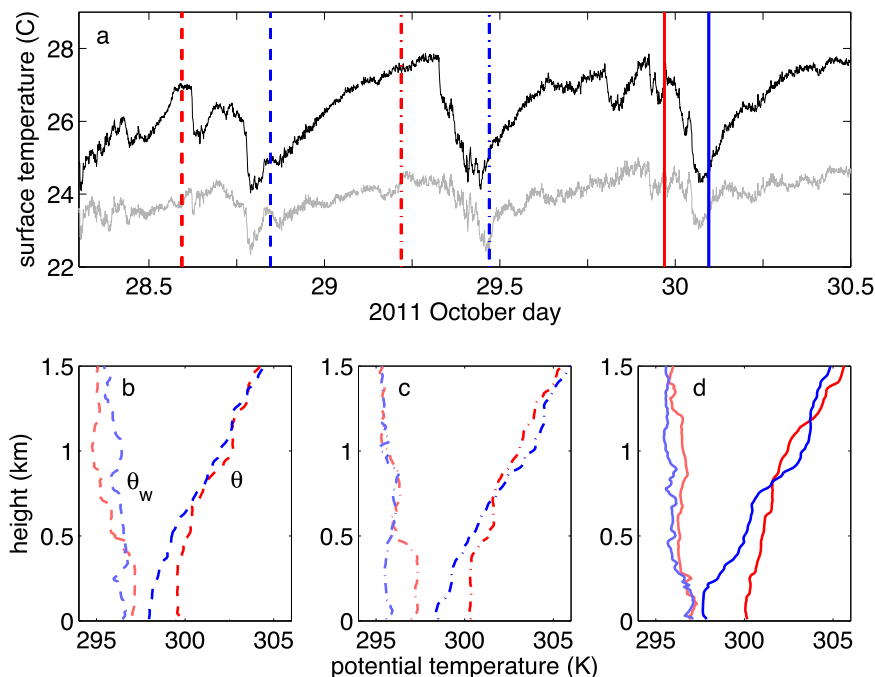 28
26
24
22
surface temperature (C)
a
28.5 29 29.5 30 30.5
2011 October day
1.5 1.5 1.5
1 1 1
0.5 0.5 0.5
0 0 0
height (km)
b c d
θw θ
295 300 305 295 300 305 295 300 305
potential temperature (K)